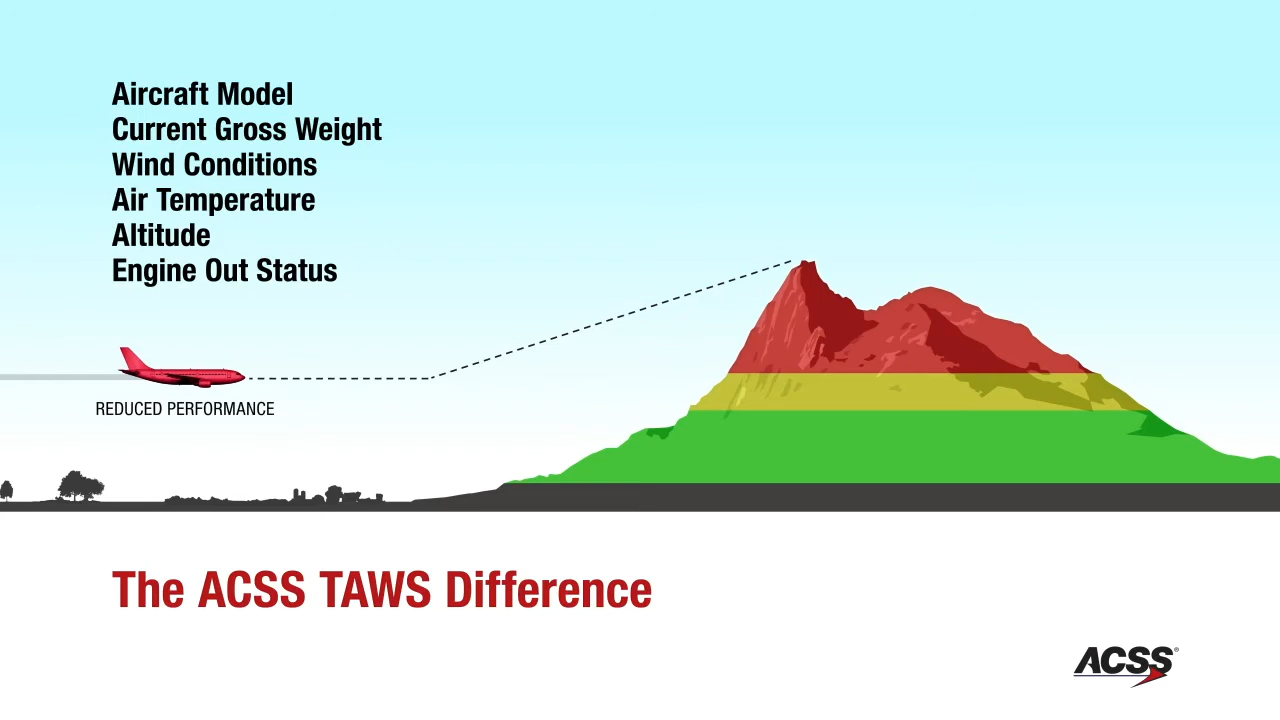 Aircraft Model
Current Gross Weight
Wind Conditions
Air Temperature
Altitude
Engine Out Status
REDUCED PERFORMANCE
The ACSS TAWS Difference
ACSS®